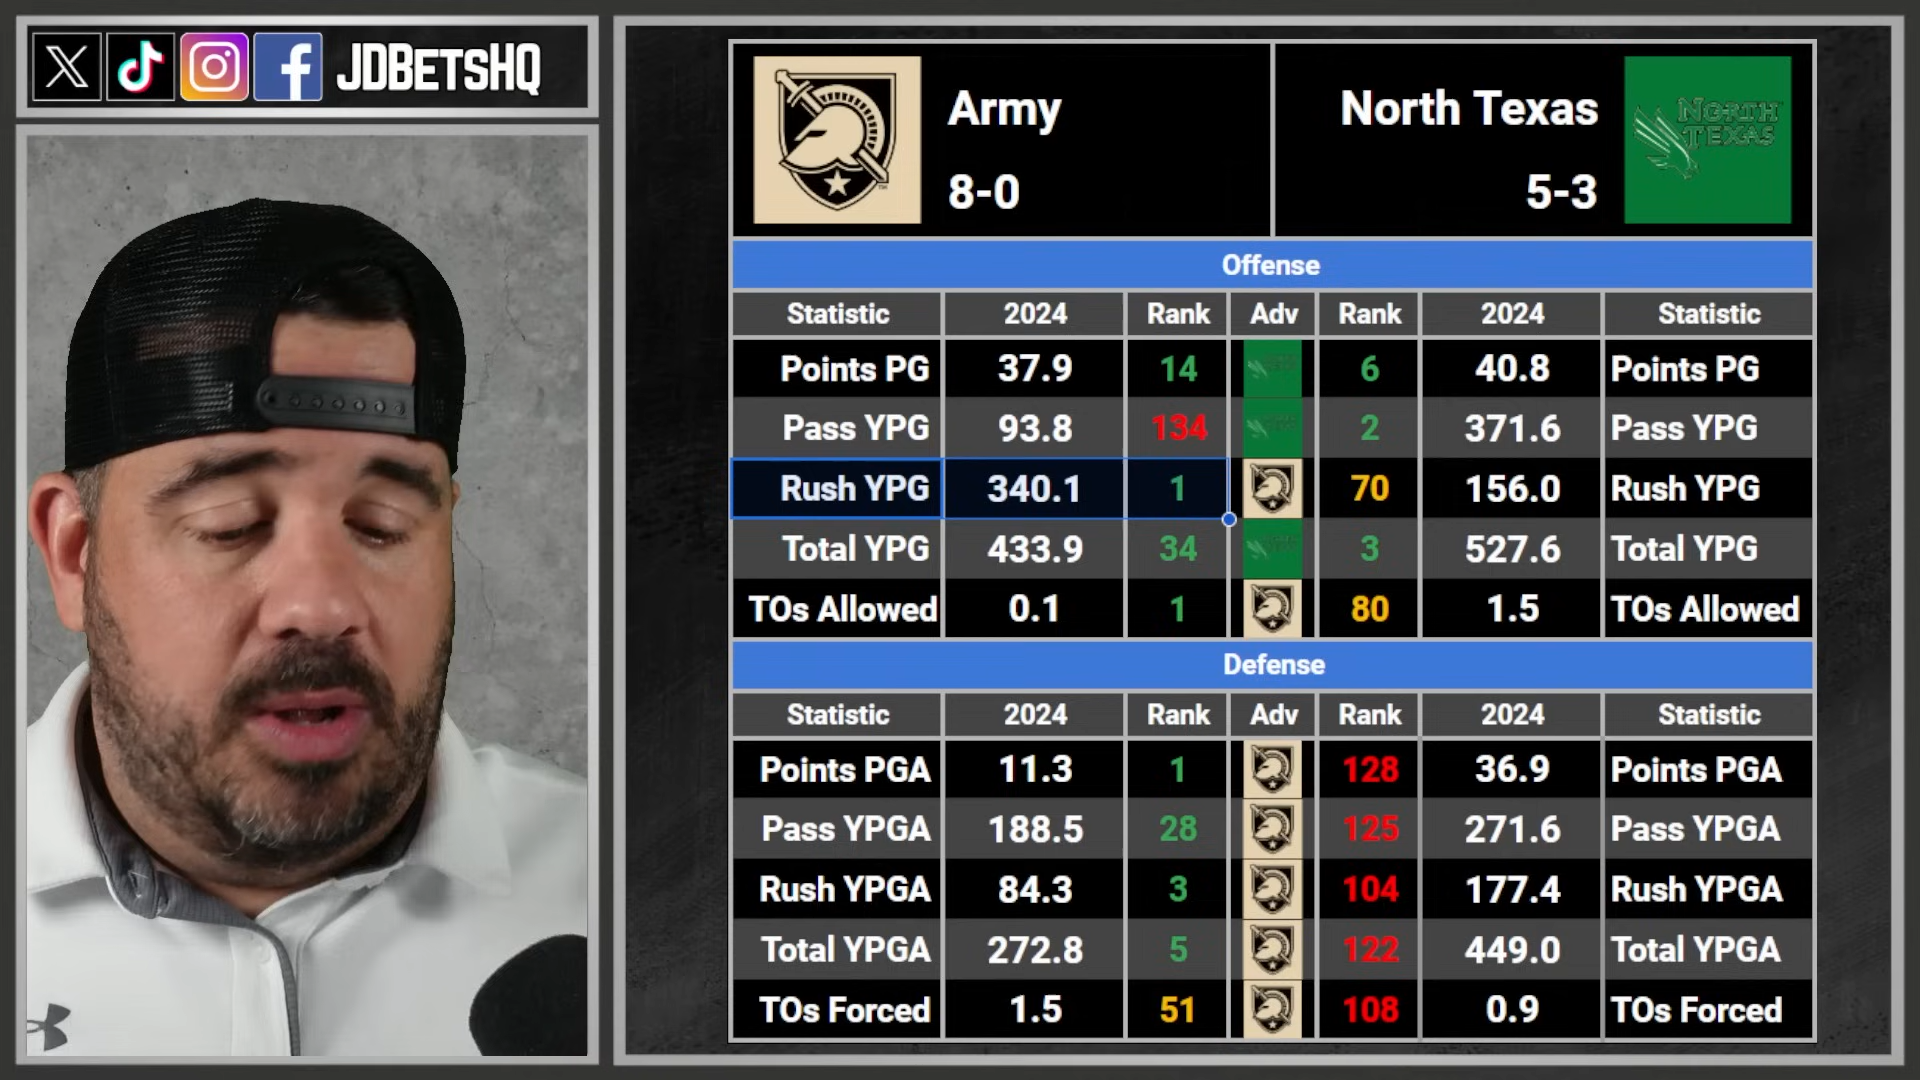 JDBETSHQ
Army
8-0
North Texas
5-3
NORTH
TEXAS
Offense
Statistic 2024 Rank Adv Rank 2024 Statistic
Points PG 37.9 14 6 40.8 Points PG
Pass YPG 93.8 134 2 371.6 Pass YPG
Rush YPG 340.1 1 70 156.0 Rush YPG
Total YPG 433.9 34 3 527.6 Total YPG
TOs Allowed 0.1 1 80 1.5 TOs Allowed
Defense
Statistic 2024 Rank Adv Rank 2024 Statistic
Points PGA 11.3 1 128 36.9 Points PGA
Pass YPGA 188.5 28 125 271.6 Pass YPGA
Rush YPGA 84.3 3 104 177.4 Rush YPGA
Total YPGA 272.8 5 122 449.0 Total YPGA
TOs Forced 1.5 51 108 0.9 TOs Forced